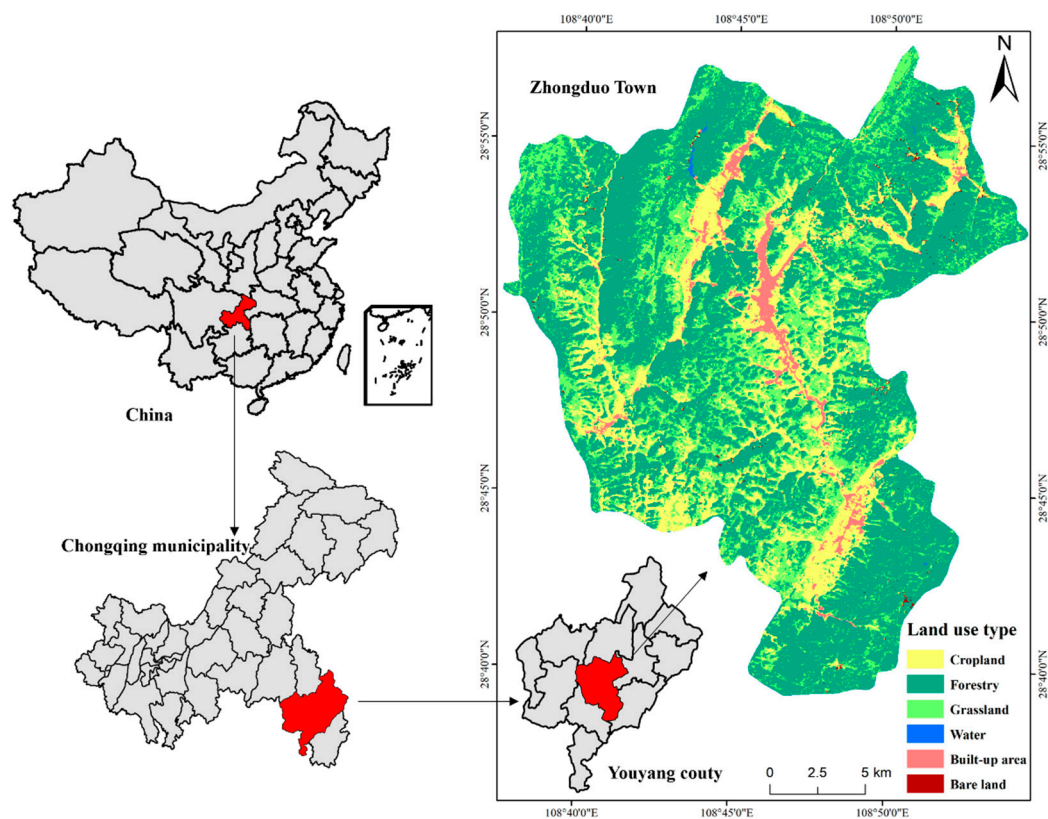 108°40'0"E
108°45'0"E
108°50'0"E
N
Zhongduo Town
28°55'0"N
28°55'0"N
28°50'0"N
28°50'0"N
China
28°45'0"N
28°45'0"N
Chongqing municipality
28°40'0"N
28°40'0"N
Land use type
Cropland
Forestry
Grassland
Water
Built-up area
Bare land
Youyang couty
0 2.5 5 km
108°40'0"E
108°45'0"E
108°50'0"E